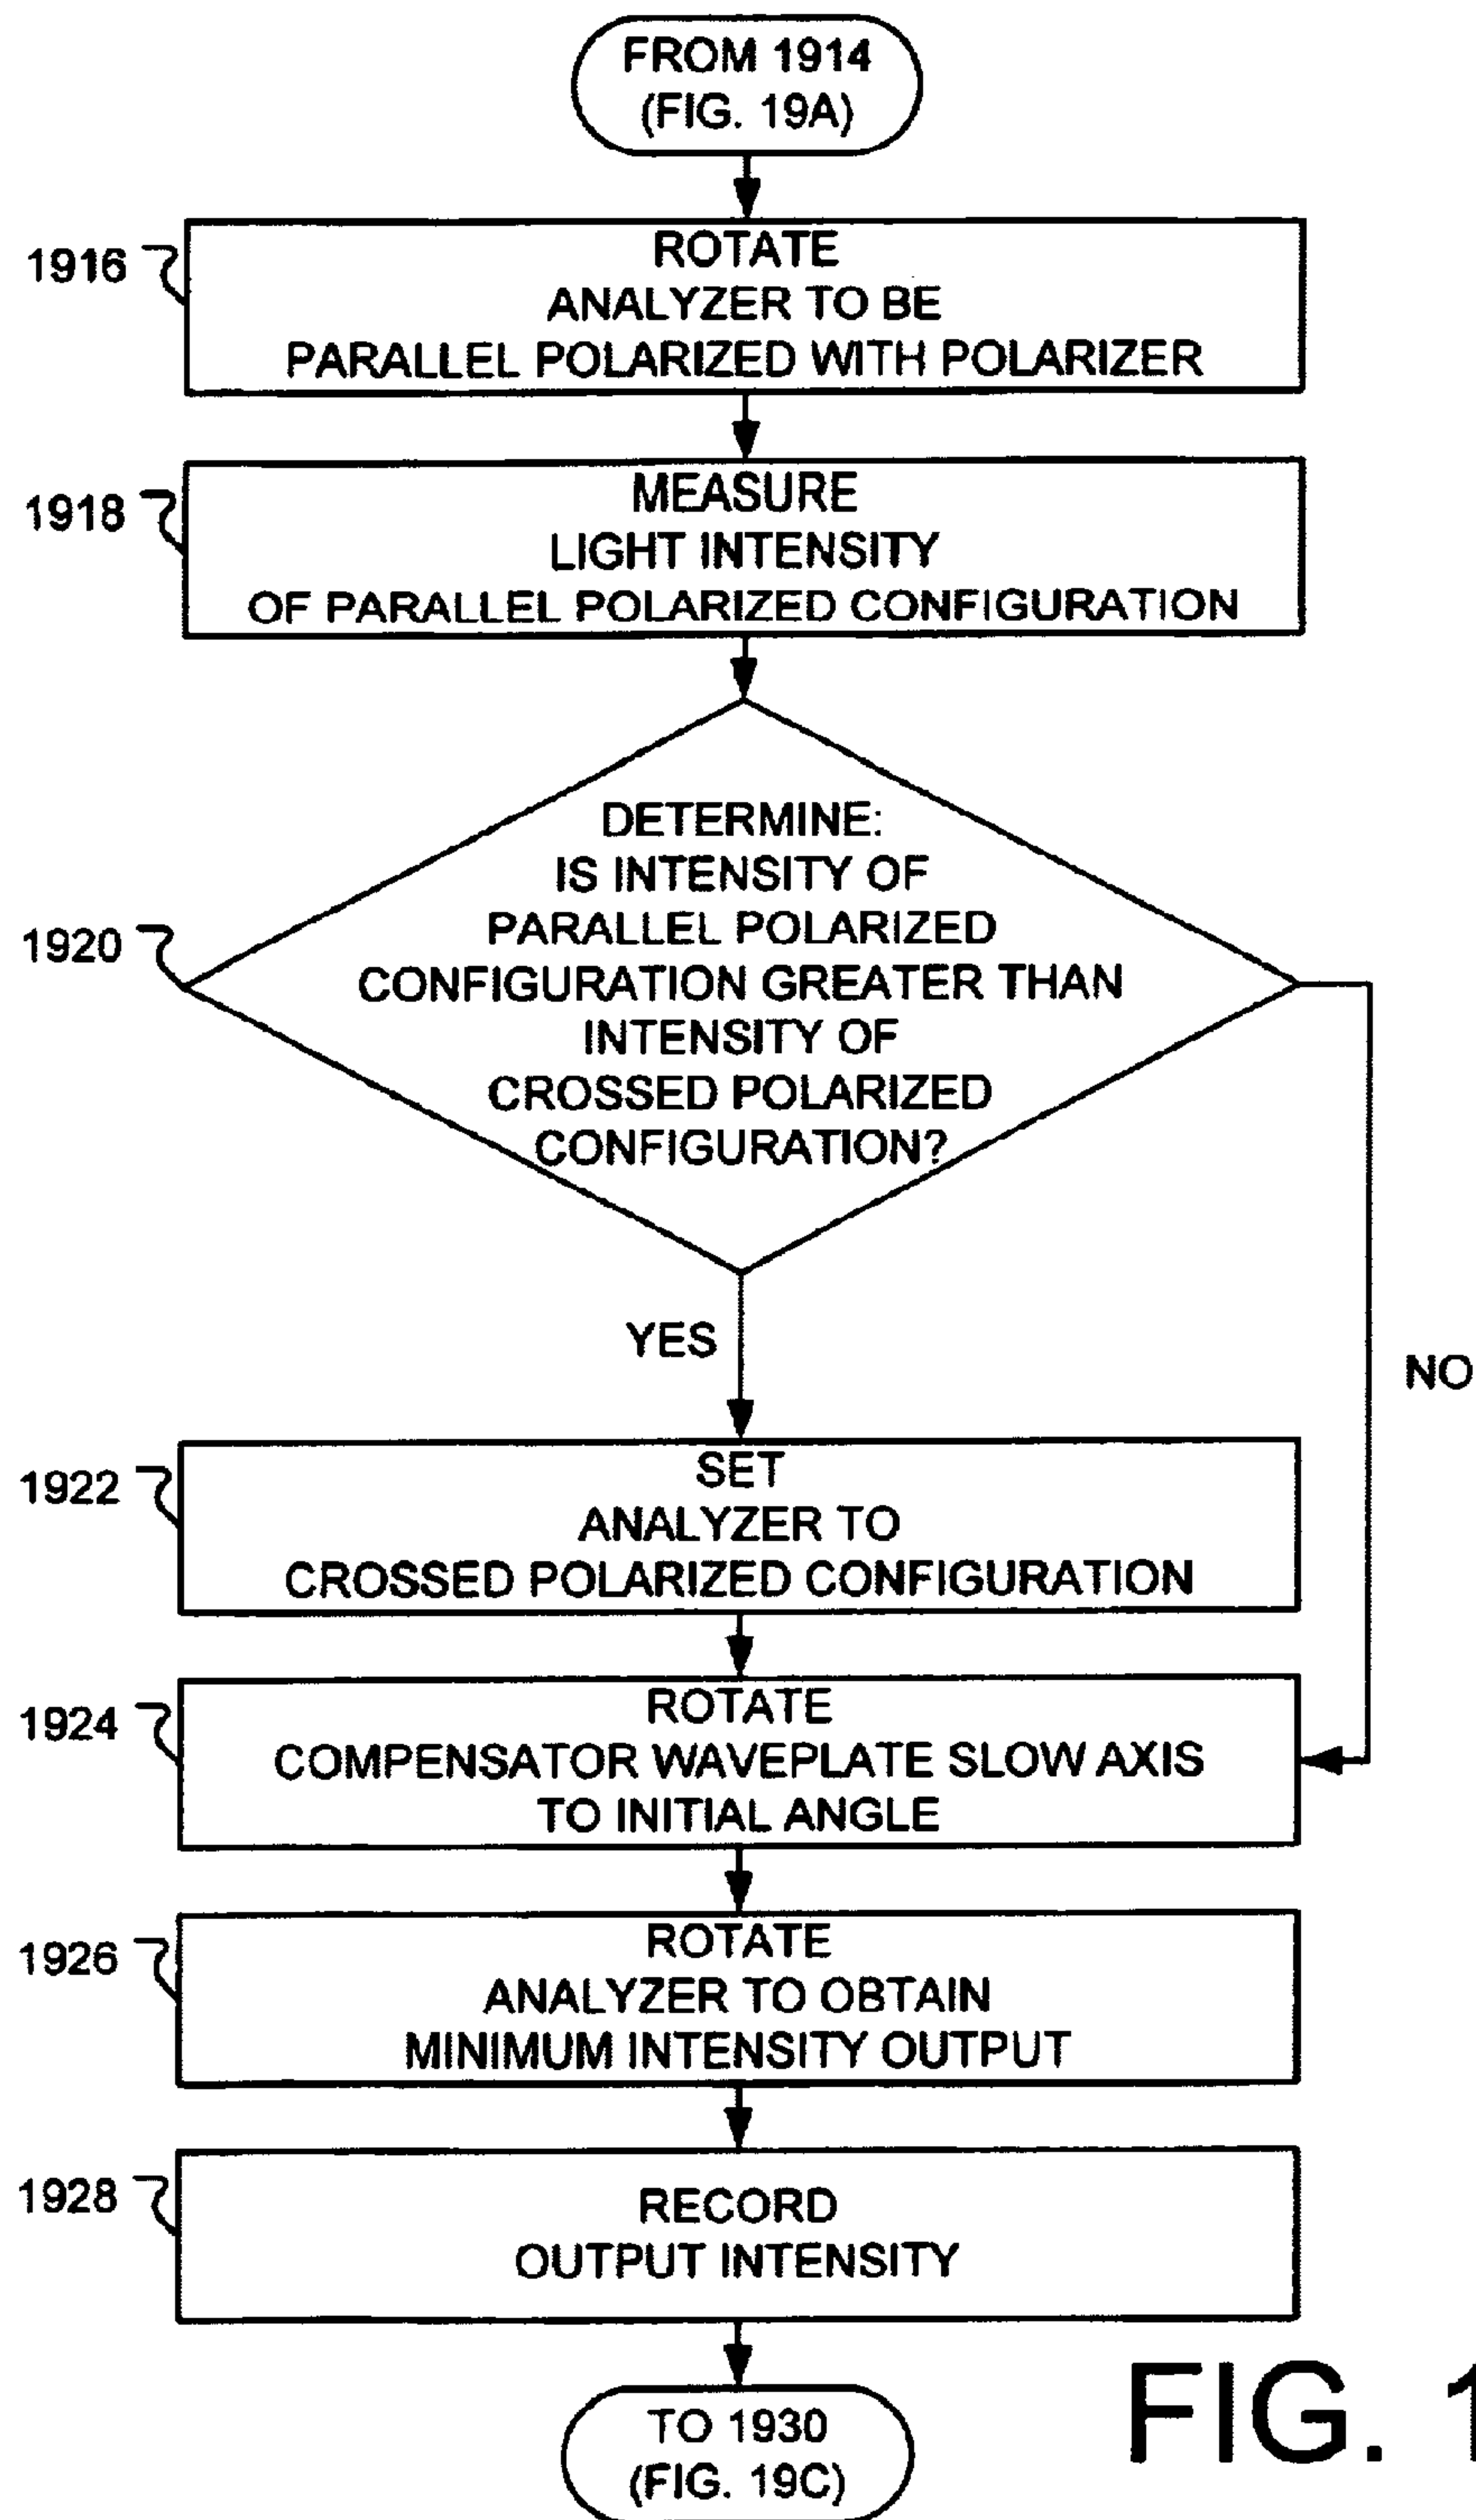 FROM 1914
(FIG. 19A)
1916
ROTATE
ANALYZER TO BE
PARALLEL POLARIZED WITH POLARIZER
1918
MEASURE
LIGHT INTENSITY
OF PARALLEL POLARIZED CONFIGURATION
1920
DETERMINE:
IS INTENSITY OF
PARALLEL POLARIZED
CONFIGURATION GREATER THAN
INTENSITY OF
CROSSED POLARIZED
CONFIGURATION?
YES
NO
1922
SET
ANALYZER TO
CROSSED POLARIZED CONFIGURATION
1924
ROTATE
COMPENSATOR WAVEPLATE SLOW AXIS
TO INITIAL ANGLE
1926
ROTATE
ANALYZER TO OBTAIN
MINIMUM INTENSITY OUTPUT
1928
RECORD
OUTPUT INTENSITY
TO 1930
(FIG. 19C)
FIG. 1